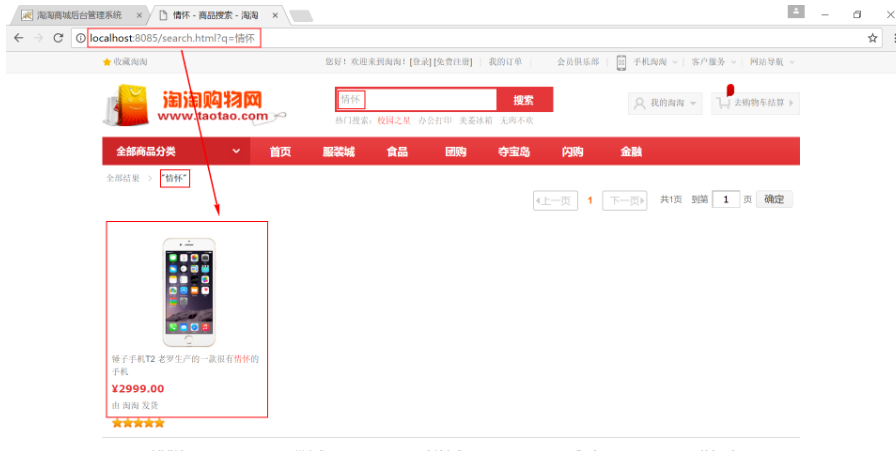 淘淘商城后台管理系统 × 情怀 - 商品搜索 - 淘淘 ×
localhost:8085/search.html?q=情怀
收藏淘淘 您好！欢迎来到淘淘！[登录][免费注册] 我的订单 会员俱乐部 手机淘淘 客户服务 网站导航
淘淘购物网
www.taotao.com
情怀 搜索
热门搜索：校园之星 办公打印 美菱冰箱 无肉不欢
我的淘淘 去购物车结算
全部商品分类 首页 服装城 食品 团购 夺宝岛 闪购 金融
全部结果 > "情怀"
上一页 1 下一页 共1页 到第 1 页 确定
锤子手机T2 老罗生产的一款很有情怀的
手机
¥2999.00
由 淘淘 发货